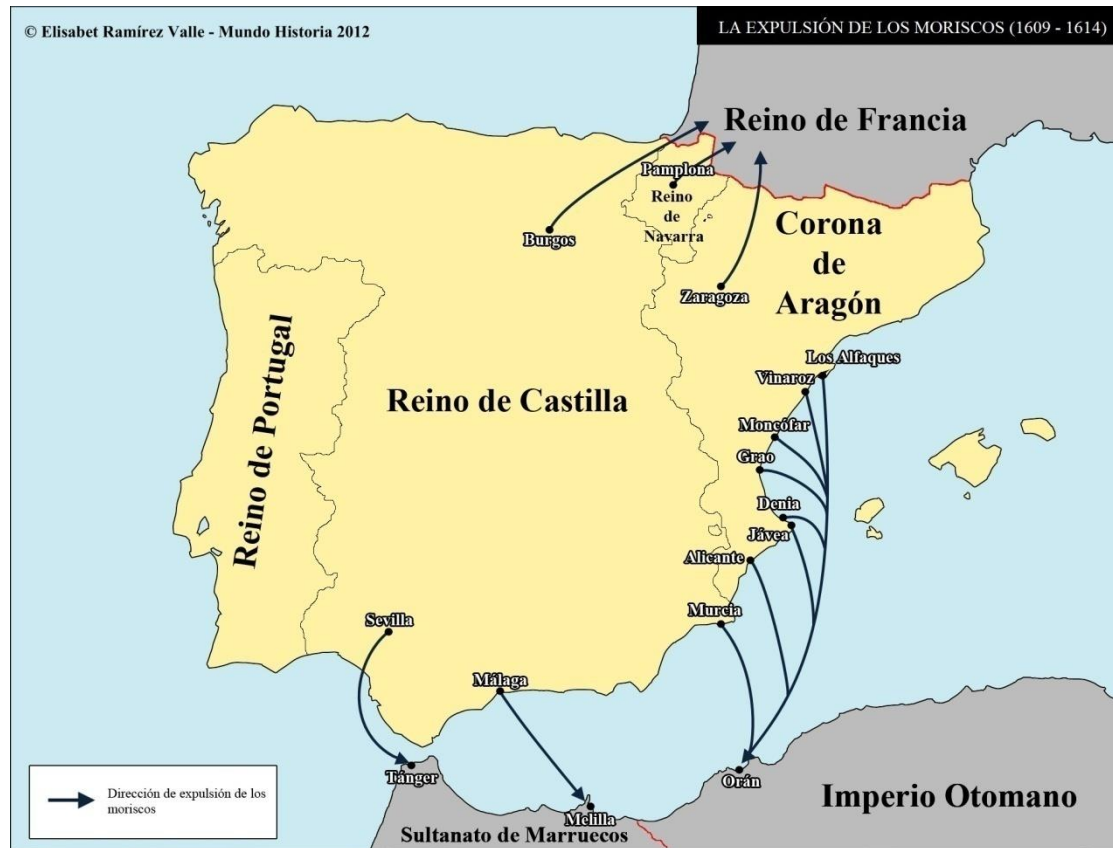 © Elisabet Ramírez Valle - Mundo Historia 2012
LA EXPULSIÓN DE LOS MORISCOS (1609 - 1614)
Reino de Francia
Pamplona
Reino
de
Navarra
Burgos
Corona
de
Aragón
Zaragoza
Reino de Portugal
Reino de Castilla
Los Alfaques
Vinaroz
Moncófar
Grao
Denia
Jávea
Alicante
Murcia
Sevilla
Málaga
Tánger
Melilla
Orán
Imperio Otomano
Sultanato de Marruecos
Dirección de expulsión de los
moriscos